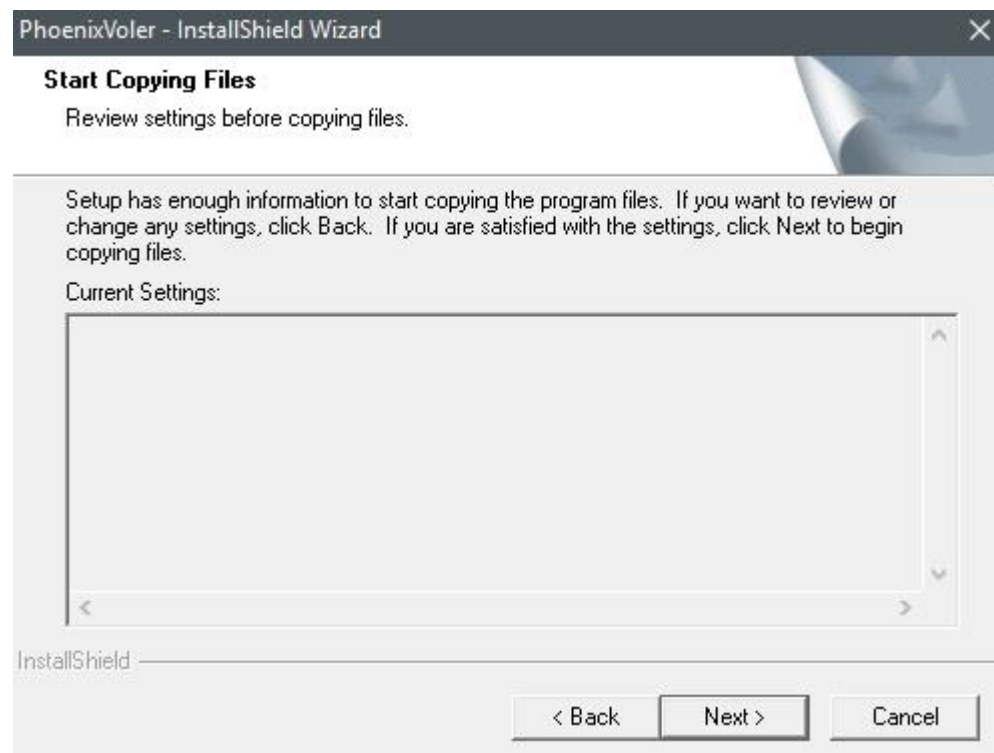 PhoenixVoler - InstallShield Wizard
Start Copying Files
Review settings before copying files.
Setup has enough information to start copying the program files.  If you want to review or
change any settings, click Back.  If you are satisfied with the settings, click Next to begin
copying files.
Current Settings:
InstallShield
< Back
Next >
Cancel